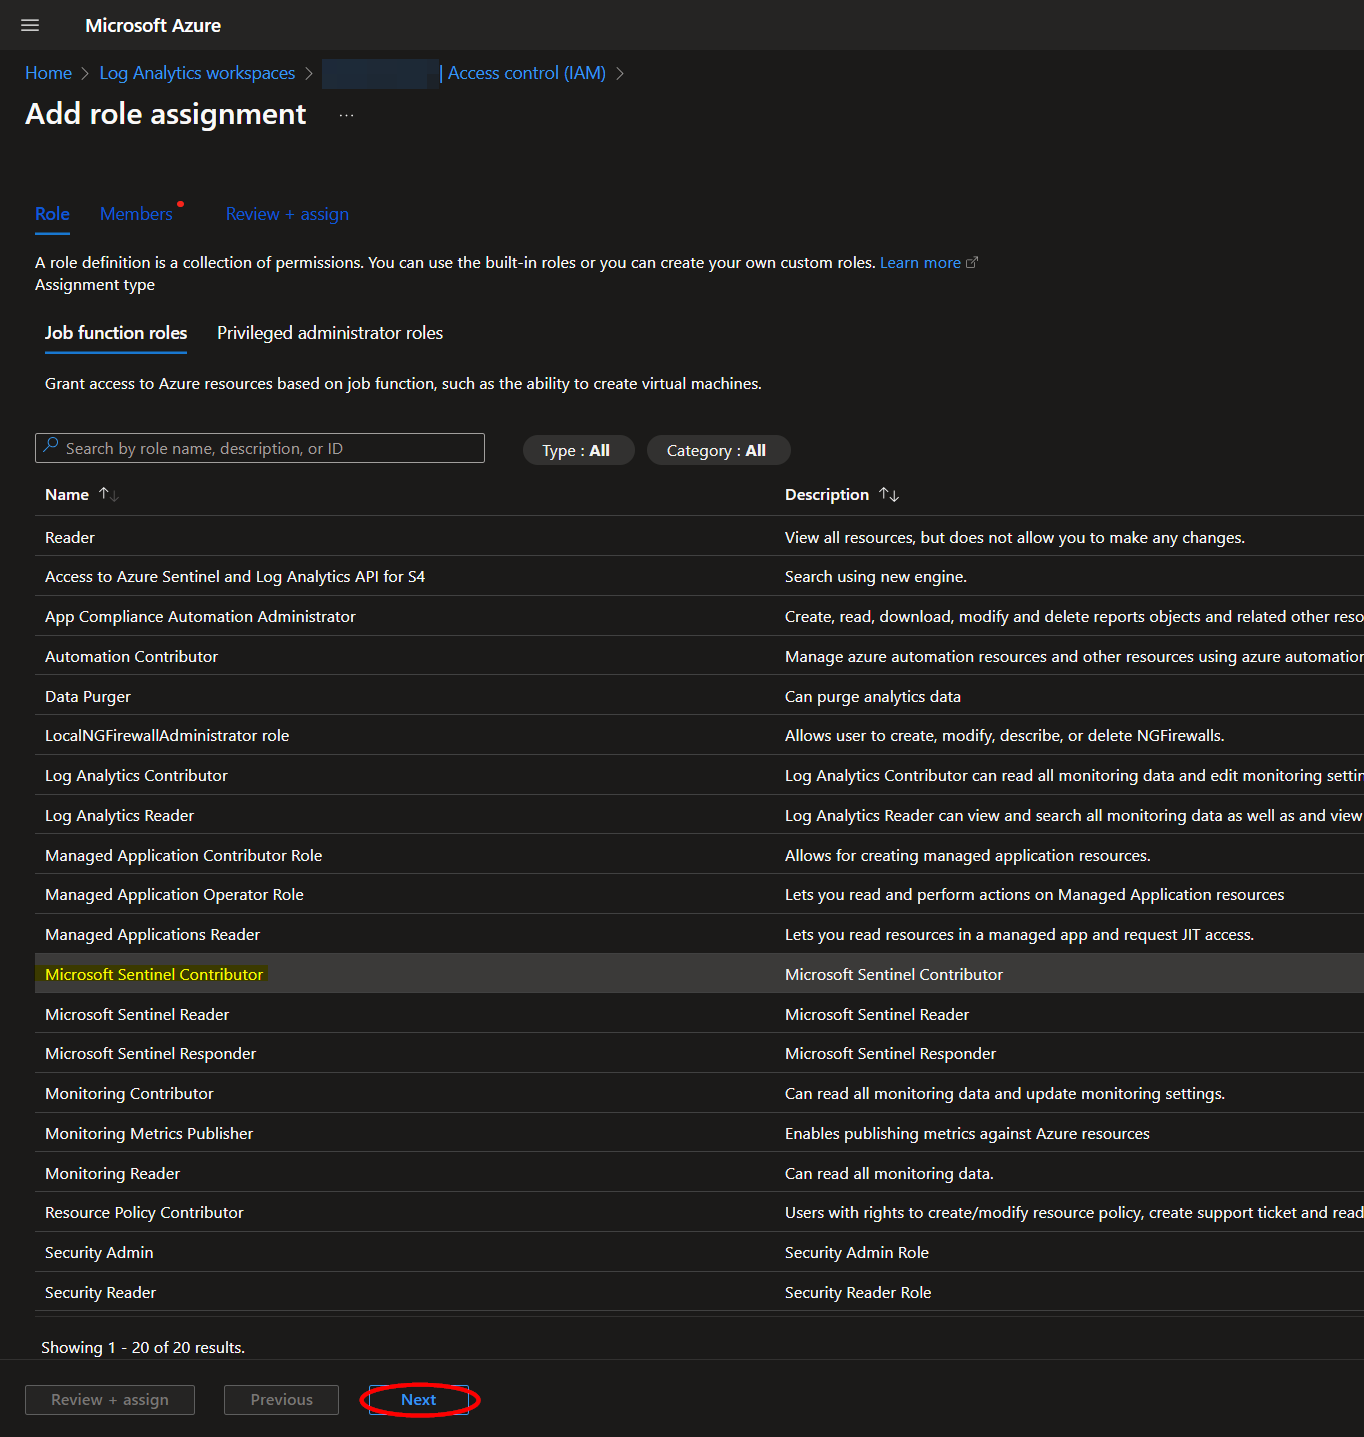 Microsoft Azure
Home > Log Analytics workspaces > | Access control (IAM) >
Add role assignment ...
Role Members Review + assign
A role definition is a collection of permissions. You can use the built-in roles or you can create your own custom roles. Learn more
Assignment type
Job function roles Privileged administrator roles
Grant access to Azure resources based on job function, such as the ability to create virtual machines.
Search by role name, description, or ID Type : All Category : All
Name ↑↓ Description ↑↓
Reader View all resources, but does not allow you to make any changes.
Access to Azure Sentinel and Log Analytics API for S4 Search using new engine.
App Compliance Automation Administrator Create, read, download, modify and delete reports objects and related other reso
Automation Contributor Manage azure automation resources and other resources using azure automation
Data Purger Can purge analytics data
LocalNGFirewallAdministrator role Allows user to create, modify, describe, or delete NGFirewalls.
Log Analytics Contributor Log Analytics Contributor can read all monitoring data and edit monitoring settin
Log Analytics Reader Log Analytics Reader can view and search all monitoring data as well as and view
Managed Application Contributor Role Allows for creating managed application resources.
Managed Application Operator Role Lets you read and perform actions on Managed Application resources
Managed Applications Reader Lets you read resources in a managed app and request JIT access.
Microsoft Sentinel Contributor Microsoft Sentinel Contributor
Microsoft Sentinel Reader Microsoft Sentinel Reader
Microsoft Sentinel Responder Microsoft Sentinel Responder
Monitoring Contributor Can read all monitoring data and update monitoring settings.
Monitoring Metrics Publisher Enables publishing metrics against Azure resources
Monitoring Reader Can read all monitoring data.
Resource Policy Contributor Users with rights to create/modify resource policy, create support ticket and read
Security Admin Security Admin Role
Security Reader Security Reader Role
Showing 1 - 20 of 20 results.
Review + assign Previous Next